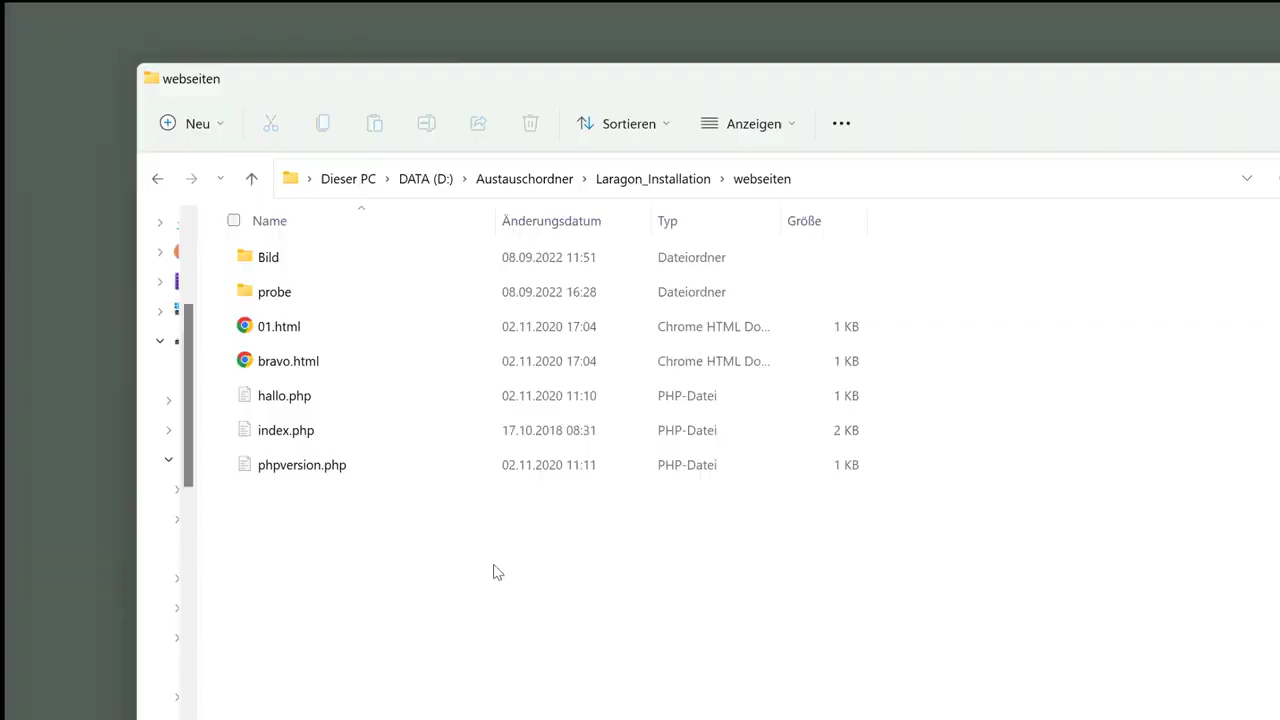 webseiten
Neu Sortieren Anzeigen
Dieser PC DATA (D:) Austauschordner Laragon_Installation webseiten
Name Änderungsdatum Typ Größe
Bild 08.09.2022 11:51 Dateiordner
probe 08.09.2022 16:28 Dateiordner
01.html 02.11.2020 17:04 Chrome HTML Do... 1 KB
bravo.html 02.11.2020 17:04 Chrome HTML Do... 1 KB
hallo.php 02.11.2020 11:10 PHP-Datei 1 KB
index.php 17.10.2018 08:31 PHP-Datei 2 KB
phpversion.php 02.11.2020 11:11 PHP-Datei 1 KB